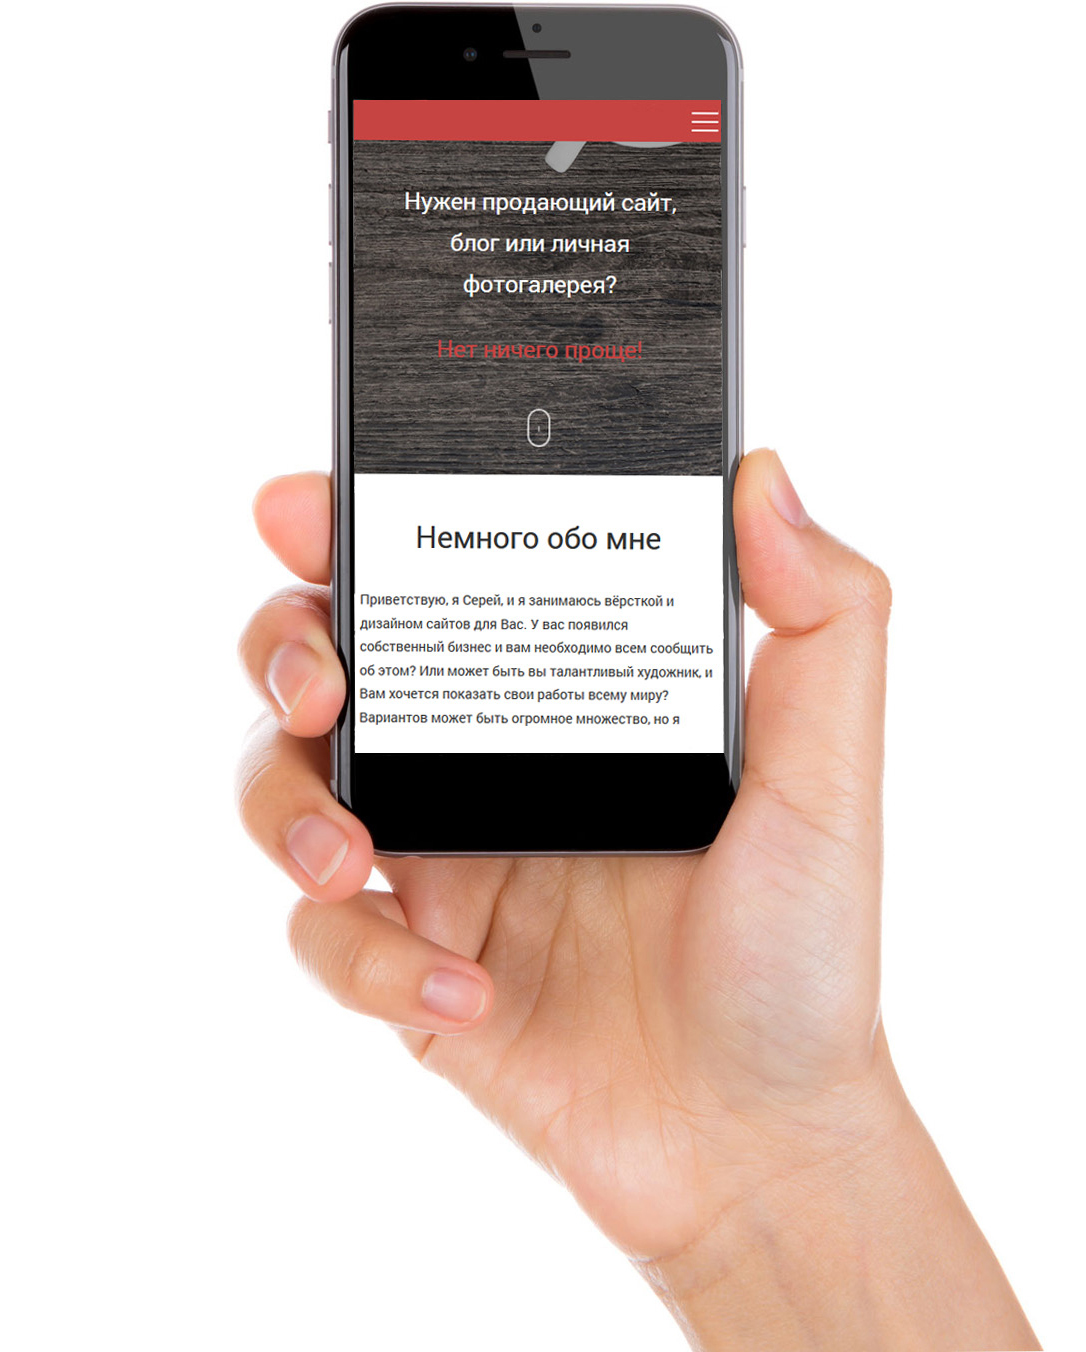 Нужен продающий сайт,
блог или личная
фотогалерея?
Нет ничего проще!
Немного обо мне
Приветствую, я Серей, и я занимаюсь вёрсткой и
дизайном сайтов для Вас. У вас появился
собственный бизнес и вам необходимо всем сообщить
об этом? Или может быть вы талантливый художник, и
Вам хочется показать свои работы всему миру?
Вариантов может быть огромное множество, но я